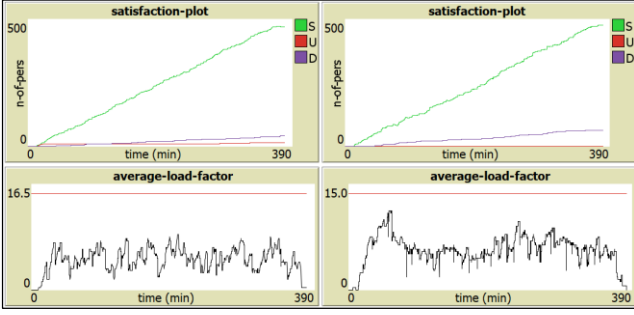 satisfaction-plot
500
n-of-pers
0
0
time (min)
390
S
U
D
satisfaction-plot
500
n-of-pers
0
0
time (min)
390
S
U
D
average-load-factor
16.5
0
0
time (min)
390
average-load-factor
15.0
0
0
time (min)
390